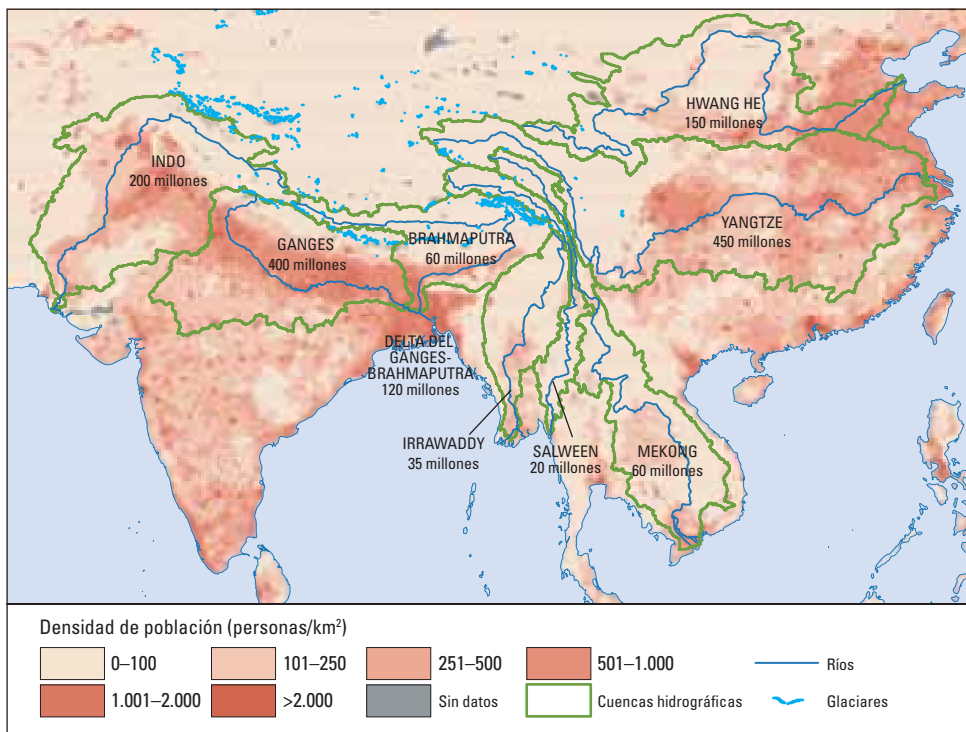 HWANG HE
150 millones
INDO
200 millones
YANGTZE
450 millones
GANGES
400 millones
BRAHMAPUTRA
60 millones
DELTA DEL
GANGES-
BRAHMAPUTRA
120 millones
IRRAWADDY
35 millones
SALWEEN
20 millones
MEKONG
60 millones
Densidad de población (personas/km²)
0–100
101–250
251–500
501–1.000
Ríos
1.001–2.000
>2.000
Sin datos
Cuencas hidrográficas
Glaciares